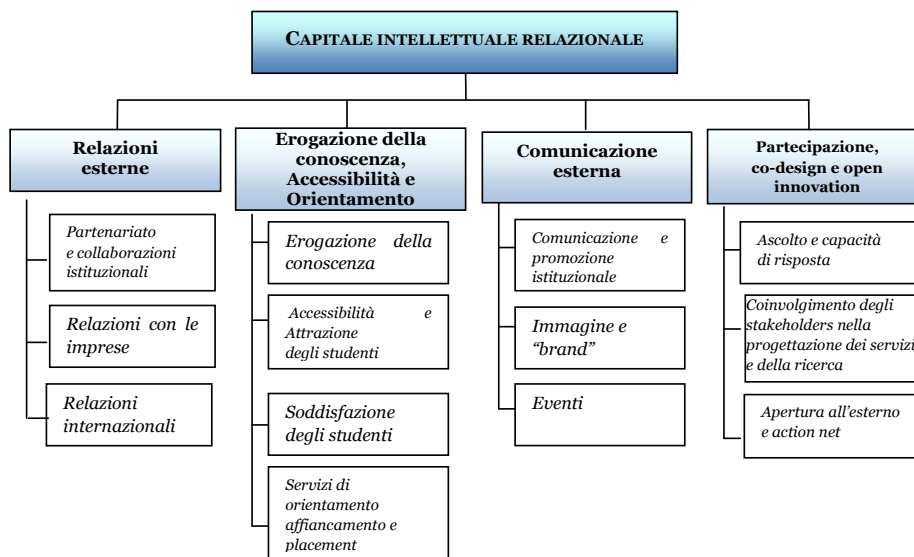 CAPITALE INTELLETTUALE RELAZIONALE
Relazioni
esterne
Partenariato
e collaborazioni
istituzionali
Relazioni con le
imprese
Relazioni
internazionali
Erogazione della
conoscenza,
Accessibilità e
Orientamento
Erogazione della
conoscenza
Accessibilità e
Attrazione
degli studenti
Soddisfazione
degli studenti
Servizi di
orientamento
affiancamento e
placement
Comunicazione
esterna
Comunicazione e
promozione
istituzionale
Immagine e
“brand”
Eventi
Partecipazione,
co-design e open
innovation
Ascolto e capacità
di risposta
Coinvolgimento degli
stakeholders nella
progettazione dei servizi
e della ricerca
Apertura all’esterno
e action net